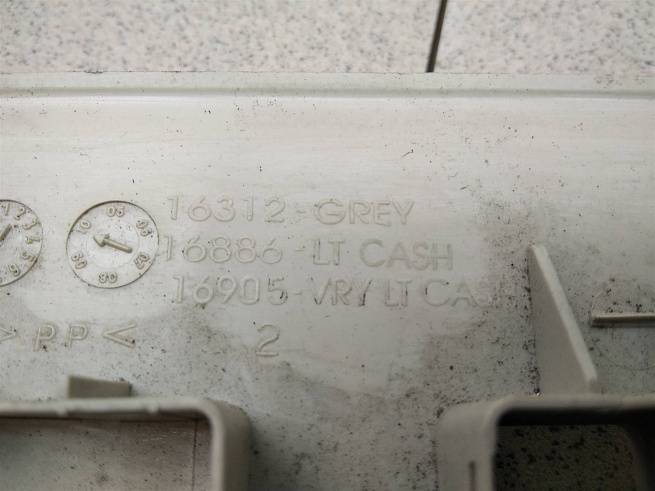 16312-GREY
16886-LT CASH
16905-VRY LT CAS
>PP<
2